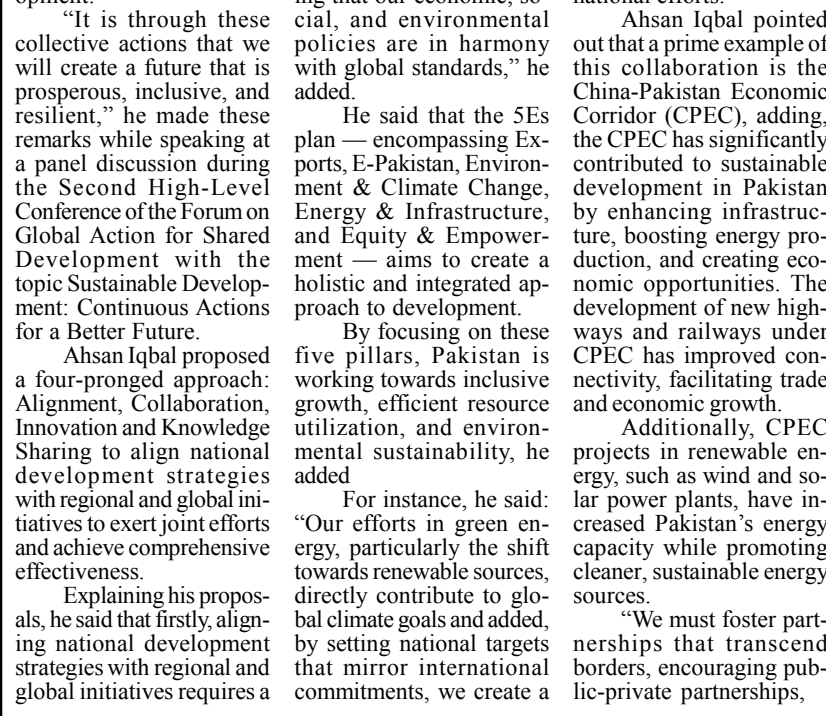 opment.
“It is through these
collective actions that we
will create a future that is
prosperous, inclusive, and
resilient,” he made these
remarks while speaking at
a panel discussion during
the Second High-Level
Conference of the Forum on
Global Action for Shared
Development with the
topic Sustainable Develop-
ment: Continuous Actions
for a Better Future.
Ahsan Iqbal proposed
a four-pronged approach:
Alignment, Collaboration,
Innovation and Knowledge
Sharing to align national
development strategies
with regional and global ini-
tiatives to exert joint efforts
and achieve comprehensive
effectiveness.
Explaining his propos-
als, he said that firstly, align-
ing national development
strategies with regional and
global initiatives requires a
ing that our economic, so-
cial, and environmental
policies are in harmony
with global standards,” he
added.
He said that the 5Es
plan — encompassing Ex-
ports, E-Pakistan, Environ-
ment & Climate Change,
Energy & Infrastructure,
and Equity & Empower-
ment — aims to create a
holistic and integrated ap-
proach to development.
By focusing on these
five pillars, Pakistan is
working towards inclusive
growth, efficient resource
utilization, and environ-
mental sustainability, he
added
For instance, he said:
“Our efforts in green en-
ergy, particularly the shift
towards renewable sources,
directly contribute to glo-
bal climate goals and added,
by setting national targets
that mirror international
commitments, we create a
national efforts.
Ahsan Iqbal pointed
out that a prime example of
this collaboration is the
China-Pakistan Economic
Corridor (CPEC), adding,
the CPEC has significantly
contributed to sustainable
development in Pakistan
by enhancing infrastruc-
ture, boosting energy pro-
duction, and creating eco-
nomic opportunities. The
development of new high-
ways and railways under
CPEC has improved con-
nectivity, facilitating trade
and economic growth.
Additionally, CPEC
projects in renewable en-
ergy, such as wind and so-
lar power plants, have in-
creased Pakistan’s energy
capacity while promoting
cleaner, sustainable energy
sources.
“We must foster part-
nerships that transcend
borders, encouraging pub-
lic-private partnerships,